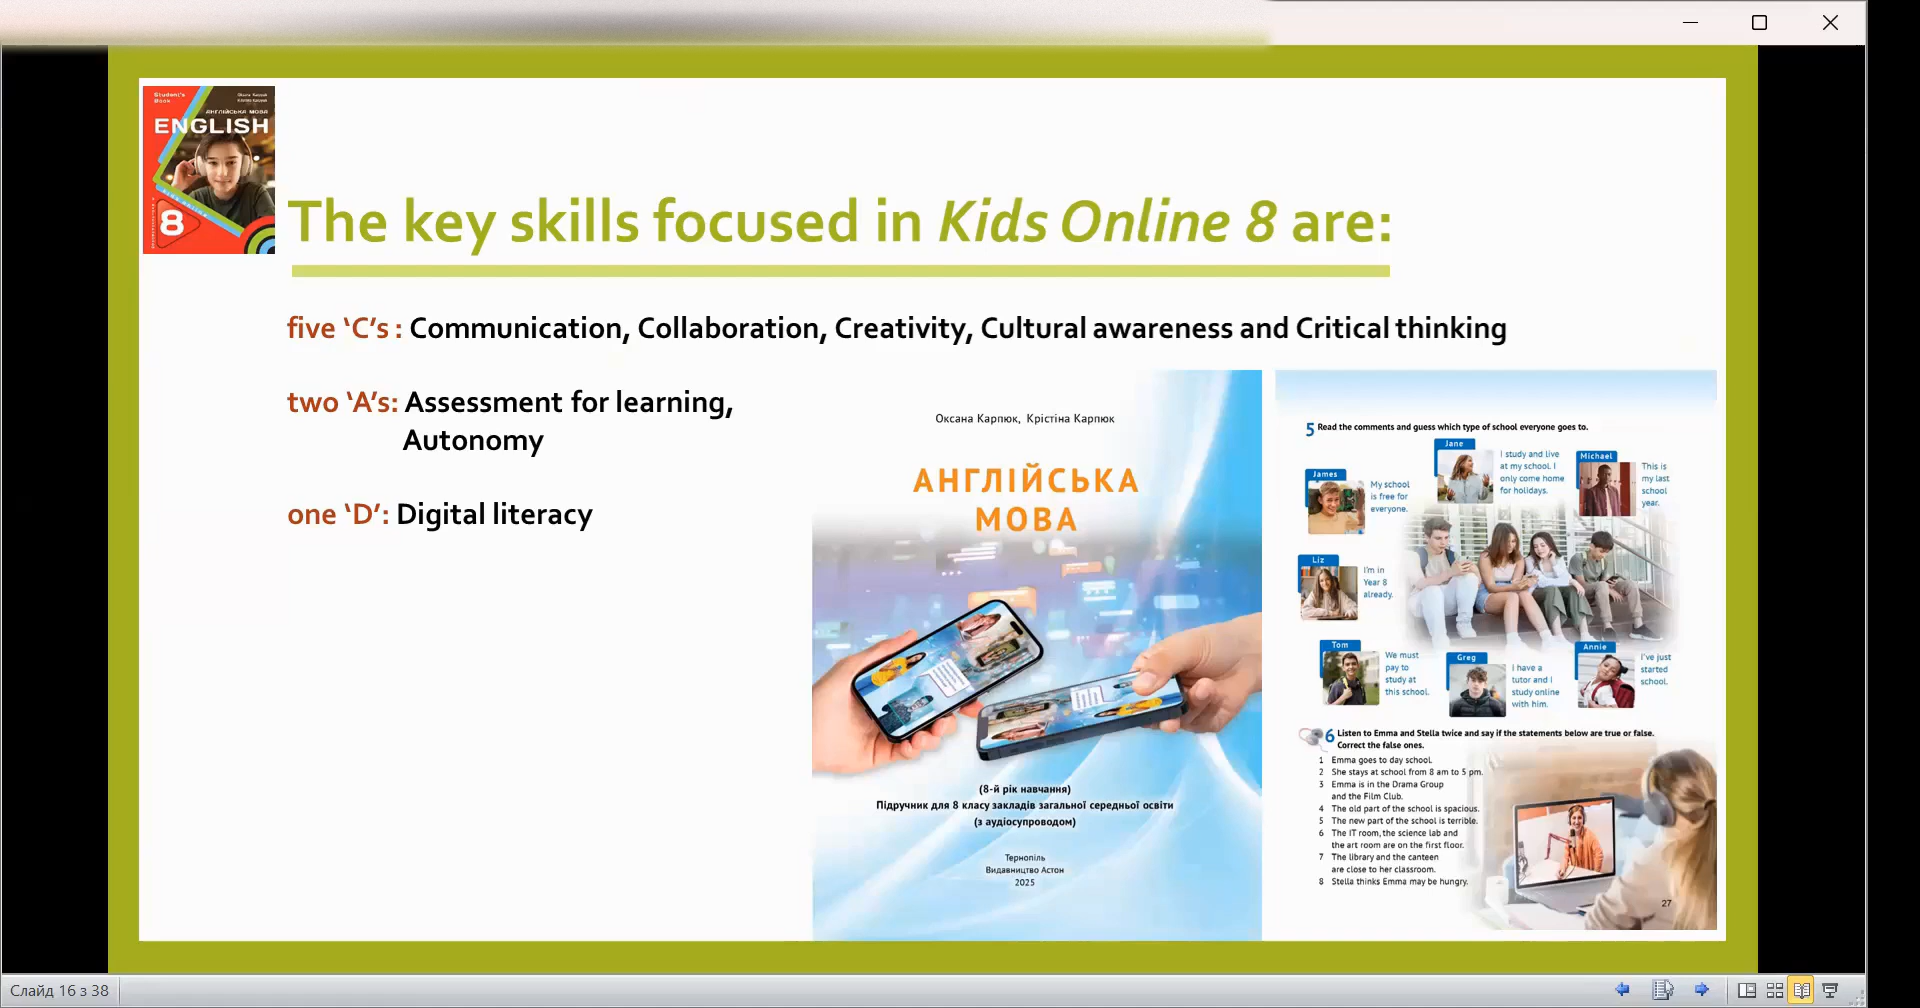 Student's
Book
Оксана Карпюк
Крістіна Карпюк
АНГЛІЙСЬКА МОВА
ENGLISH
8
The key skills focused in Kids Online 8 are:
five ‘C’s : Communication, Collaboration, Creativity, Cultural awareness and Critical thinking
two ‘A’s: Assessment for learning,
Autonomy
one ‘D’: Digital literacy
Оксана Карпюк, Крістіна Карпюк
АНГЛІЙСЬКА
МОВА
(8-й рік навчання)
Підручник для 8 класу закладів загальної середньої освіти
(з аудіосупроводом)
Тернопіль
Видавництво Астон
2025
5 Read the comments and guess which type of school everyone goes to.
James
My school
is free for
everyone.
Jane
I study and live
at my school. I
only come home
for holidays.
Michael
This is
my last
school
year.
Liz
I'm in
Year 8
already.
Tom
We must
pay to
study at
this school.
Greg
I have a
tutor and I
study online
with him.
Annie
I've just
started
school.
6 Listen to Emma and Stella twice and say if the statements below are true or false.
Correct the false ones.
1 Emma goes to day school.
2 She stays at school from 8 am to 5 pm.
3 Emma is in the Drama Group
and the Film Club.
4 The old part of the school is spacious.
5 The new part of the school is terrible.
6 The IT room, the science lab and
the art room are on the first floor.
7 The library and the canteen
are close to her classroom.
8 Stella thinks Emma may be hungry.
27
Слайд 16 з 38